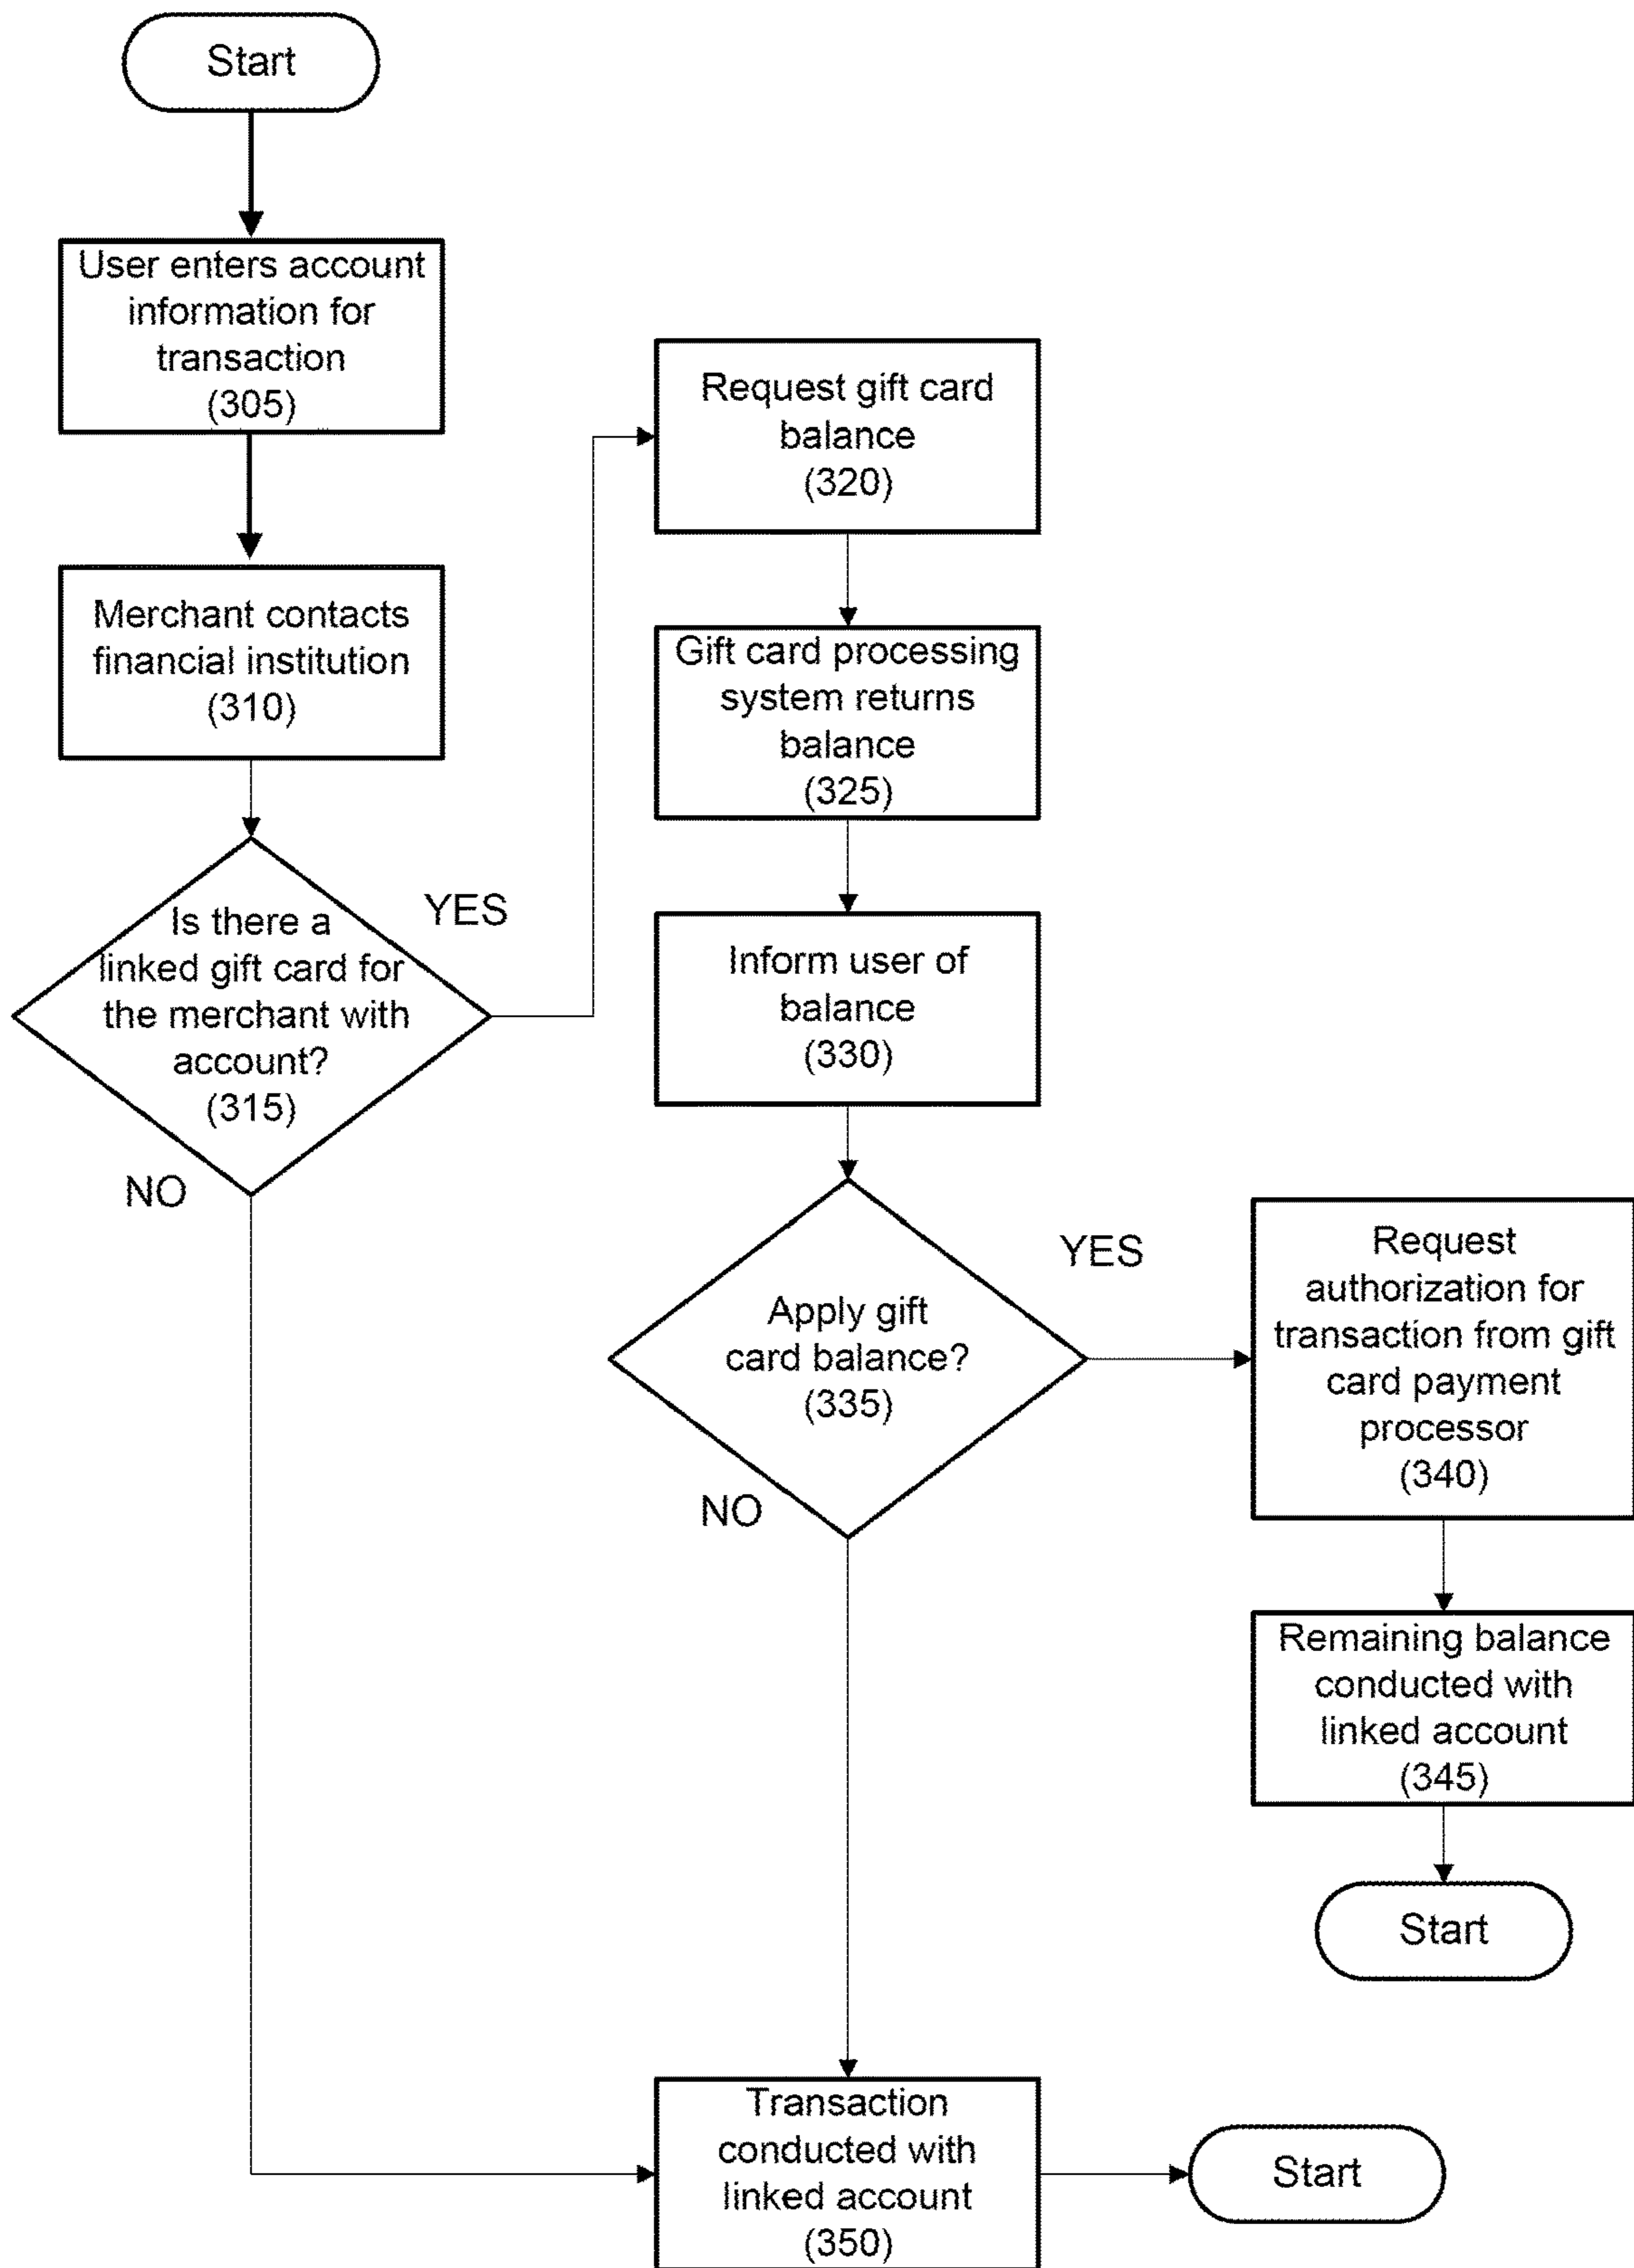 Start
User enters account
information for
transaction
(305)
Merchant contacts
financial institution
(310)
Is there a
linked gift card for
the merchant with
account?
(315)
YES
NO
Request gift card
balance
(320)
Gift card processing
system returns
balance
(325)
Inform user of
balance
(330)
Apply gift
card balance?
(335)
YES
NO
Request
authorization for
transaction from gift
card payment
processor
(340)
Remaining balance
conducted with
linked account
(345)
Start
Transaction
conducted with
linked account
(350)
Start